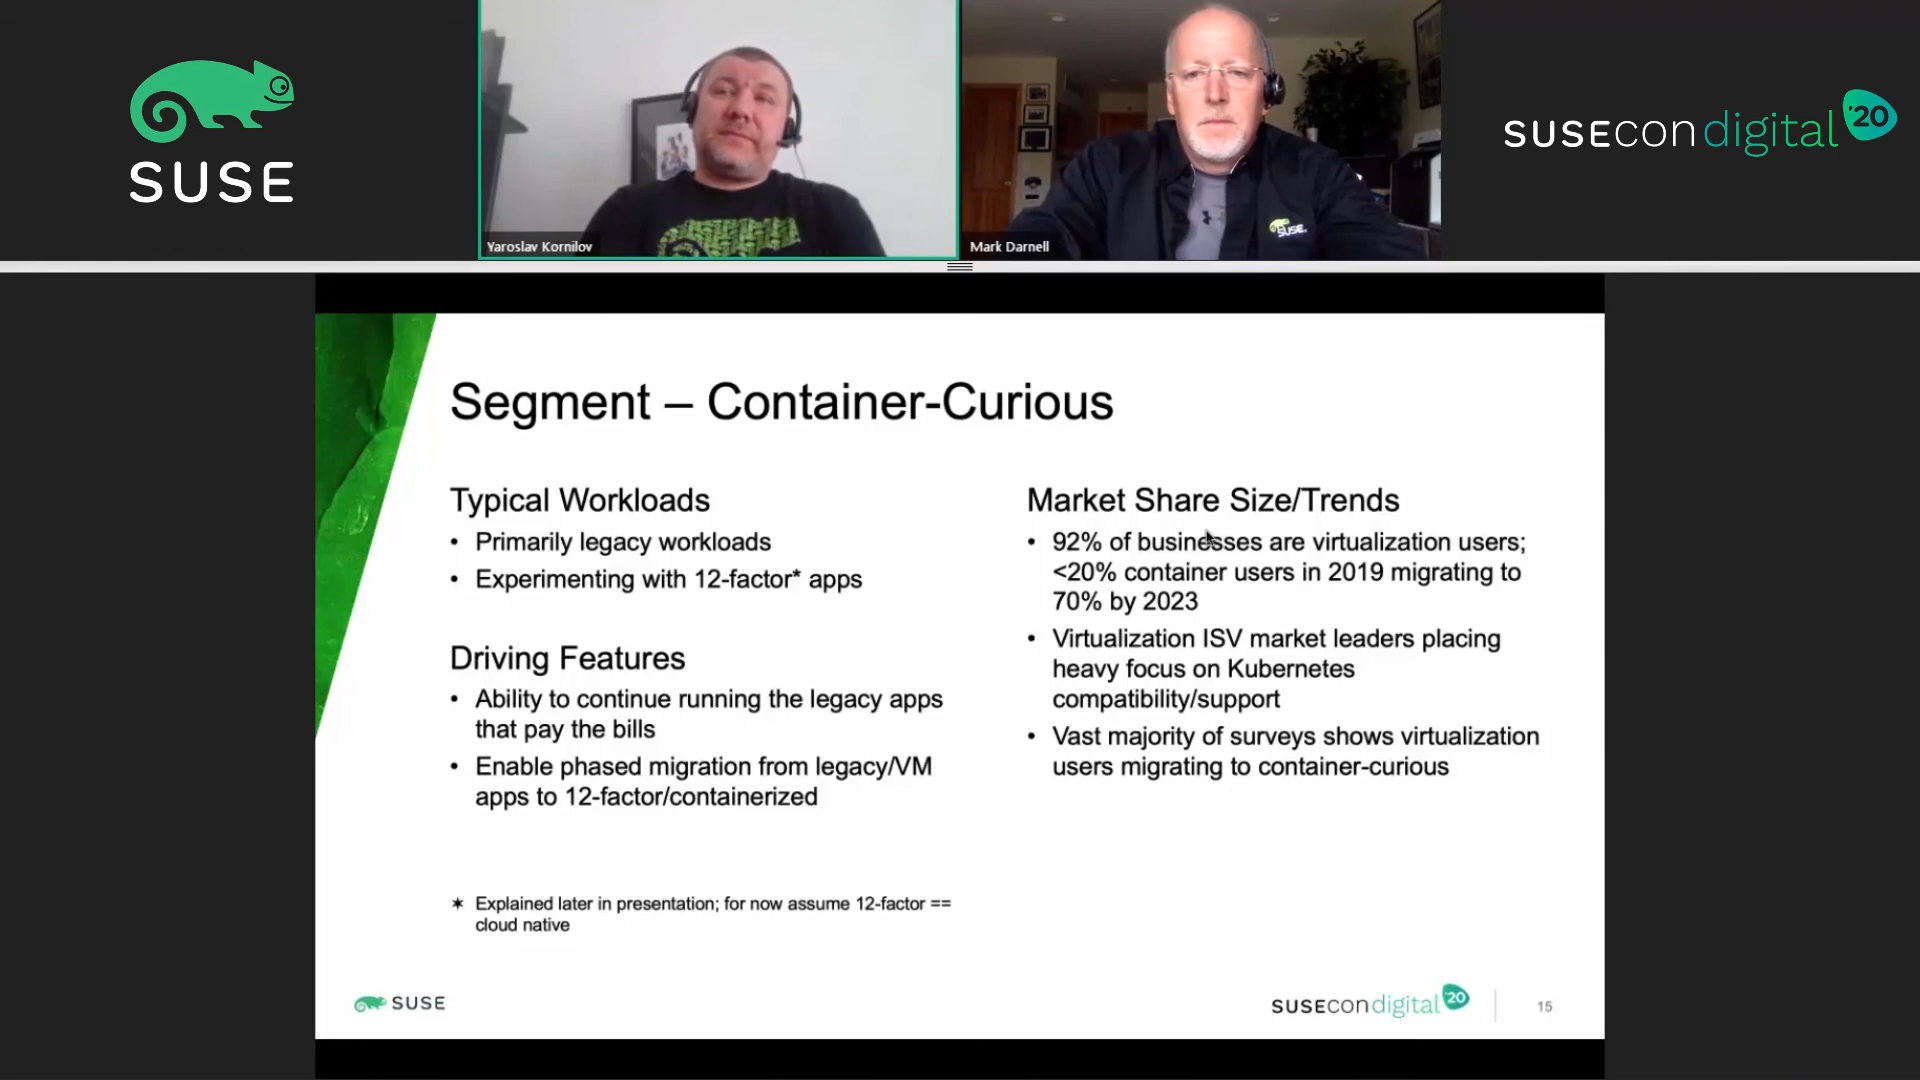 SUSE
Yaroslav Kornilov
Mark Darnell
SUSE.
SUSEcon digital '20
Segment – Container-Curious
Typical Workloads
• Primarily legacy workloads
• Experimenting with 12-factor* apps
Driving Features
• Ability to continue running the legacy apps
that pay the bills
• Enable phased migration from legacy/VM
apps to 12-factor/containerized
✶ Explained later in presentation; for now assume 12-factor ==
cloud native
Market Share Size/Trends
• 92% of businesses are virtualization users;
<20% container users in 2019 migrating to
70% by 2023
• Virtualization ISV market leaders placing
heavy focus on Kubernetes
compatibility/support
• Vast majority of surveys shows virtualization
users migrating to container-curious
SUSE
SUSEcon digital '20
15